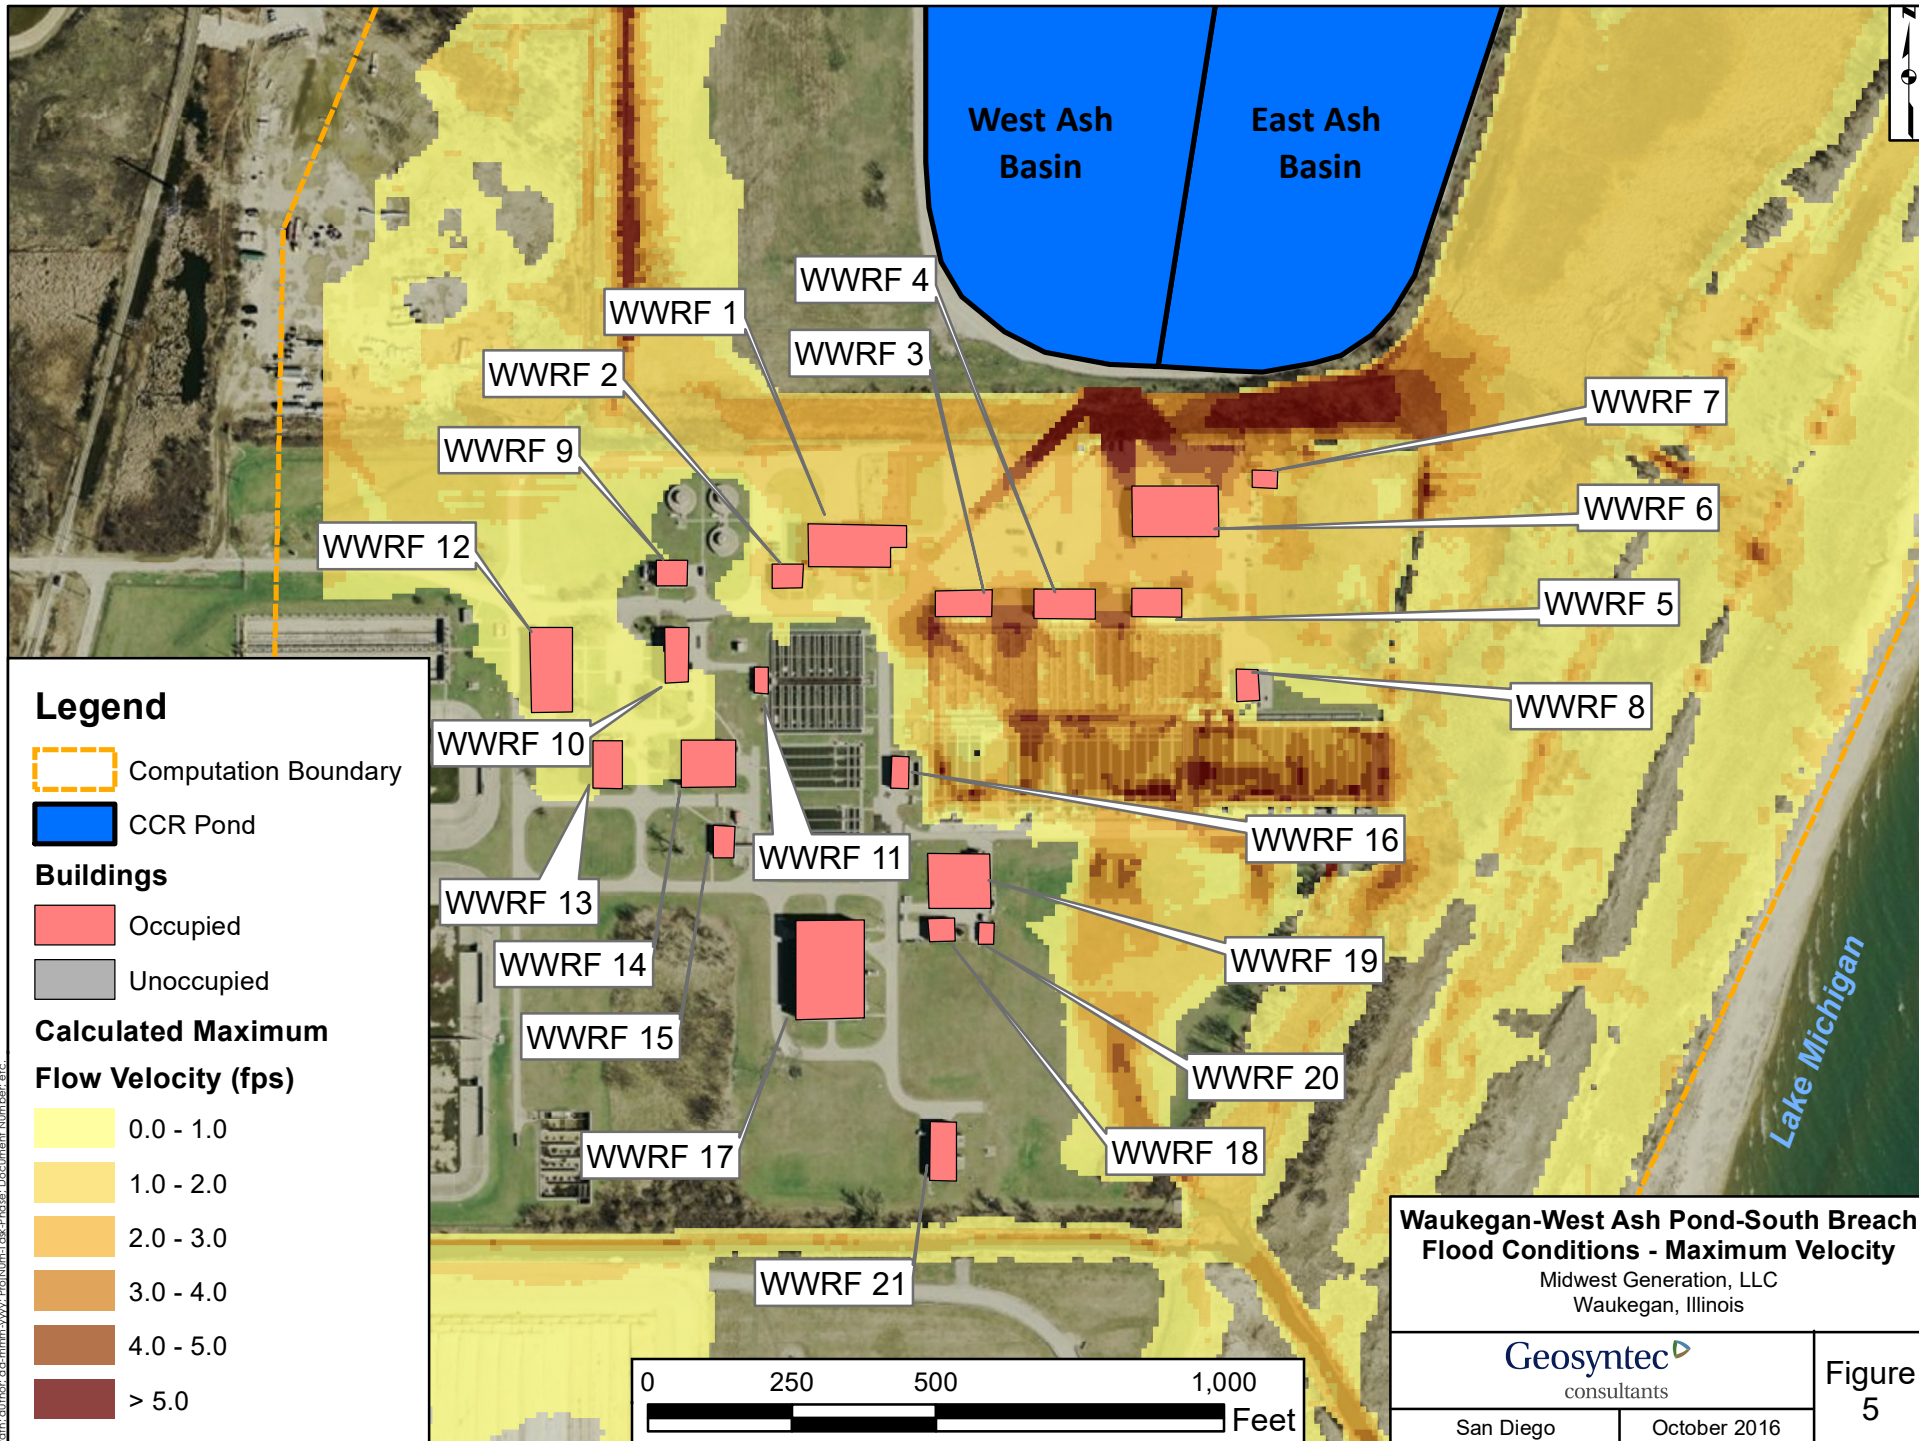 West Ash
Basin
East Ash
Basin
WWRF 4
WWRF 1
WWRF 3
WWRF 2
WWRF 7
WWRF 9
WWRF 6
WWRF 12
WWRF 5
WWRF 8
WWRF 10
WWRF 16
WWRF 11
WWRF 13
WWRF 14
WWRF 19
WWRF 15
WWRF 20
WWRF 17
WWRF 18
WWRF 21
Lake Michigan
Legend
Computation Boundary
CCR Pond
Buildings
Occupied
Unoccupied
Calculated Maximum
Flow Velocity (fps)
0.0 - 1.0
1.0 - 2.0
2.0 - 3.0
3.0 - 4.0
4.0 - 5.0
> 5.0
0 250 500 1,000
Feet
Waukegan-West Ash Pond-South Breach
Flood Conditions - Maximum Velocity
Midwest Generation, LLC
Waukegan, Illinois
Geosyntec
consultants
San Diego
October 2016
Figure
5